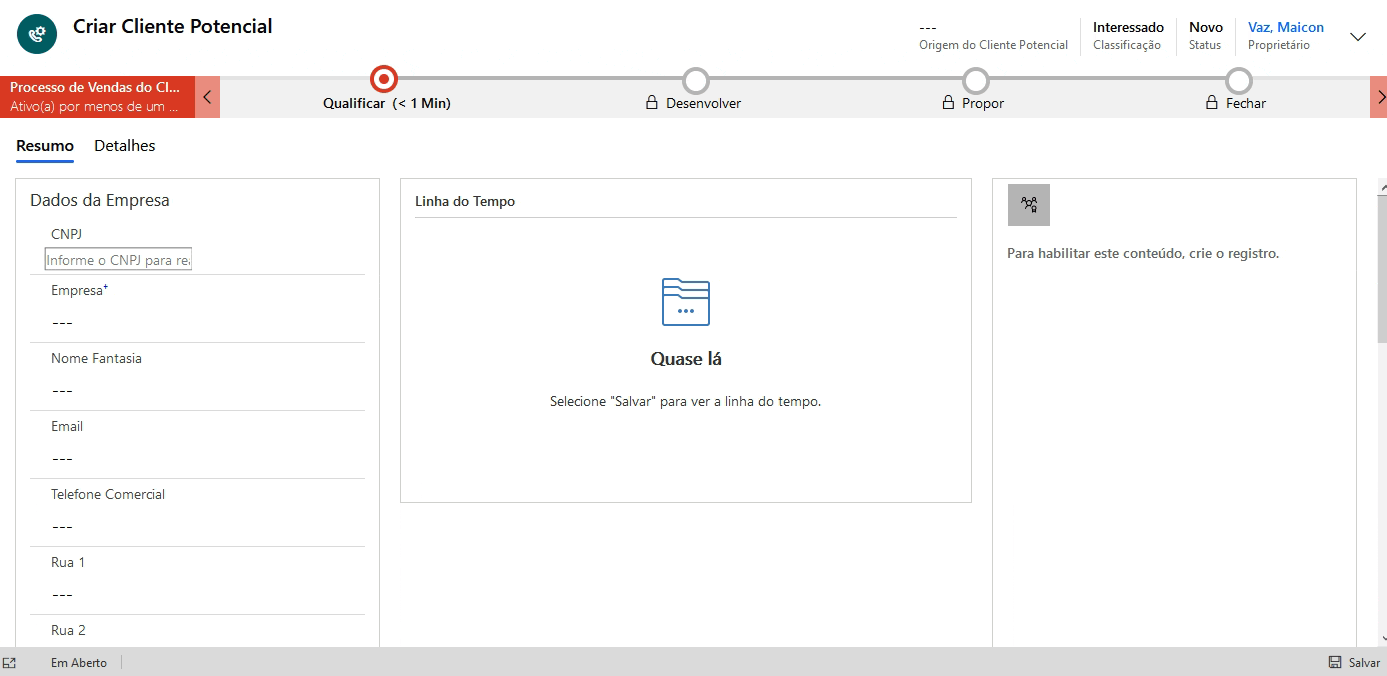 Criar Cliente Potencial
---
Origem do Cliente Potencial
Interessado
Classificação
Novo
Status
Vaz, Maicon
Proprietário
Processo de Vendas do Cl...
Ativo(a) por menos de um ...
Qualificar (< 1 Min)
Desenvolver
Propor
Fechar
Resumo Detalhes
Dados da Empresa
CNPJ
Informe o CNPJ para rea
Empresa+
---
Nome Fantasia
---
Email
---
Telefone Comercial
---
Rua 1
---
Rua 2
Linha do Tempo
Quase lá
Selecione "Salvar" para ver a linha do tempo.
Para habilitar este conteúdo, crie o registro.
Em Aberto
Salvar